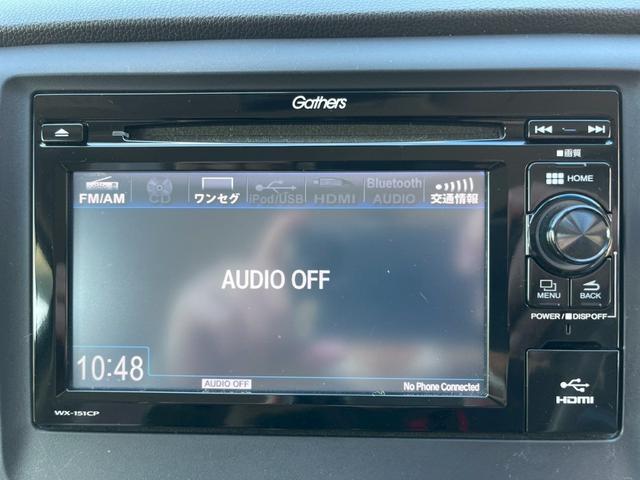 Gathers
■画質
HOME
FM/AM
CD
ワンセグ
iPod/USB
HDMI
Bluetooth
AUDIO
交通情報
AUDIO OFF
MENU
BACK
POWER/■DISP OFF
10:48
AUDIO OFF
No Phone Connected
WX-151CP
HDMI